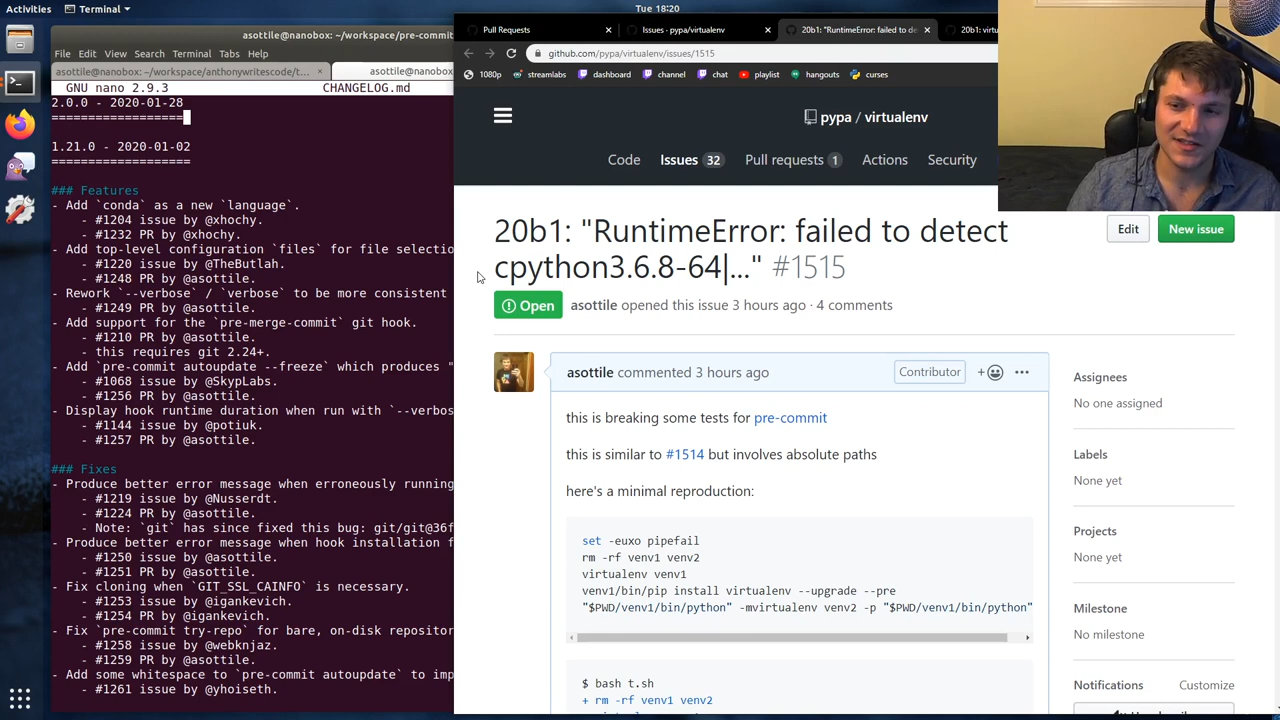 Activities
Terminal
Tue 18:20
asottile@nanobox: ~/workspace/pre-commit
File Edit View Search Terminal Tabs Help
asottile@nanobox: ~/workspace/anthonywritescode/t...
asottile@nanobox
GNU nano 2.9.3
CHANGELOG.md
2.0.0 - 2020-01-28
==================
1.21.0 - 2020-01-02
===================
### Features
- Add `conda` as a new `language`.
- #1204 issue by @xhochy.
- #1232 PR by @xhochy.
- Add top-level configuration `files` for file selectio
- #1220 issue by @TheButlah.
- #1248 PR by @asottile.
- Rework `--verbose` / `verbose` to be more consistent
- #1249 PR by @asottile.
- Add support for the `pre-merge-commit` git hook.
- #1210 PR by @asottile.
- this requires git 2.24+.
- Add `pre-commit autoupdate --freeze` which produces "
- #1068 issue by @SkypLabs.
- #1256 PR by @asottile.
- Display hook runtime duration when run with `--verbos
- #1144 issue by @potiuk.
- #1257 PR by @asottile.
### Fixes
- Produce better error message when erroneously running
- #1219 issue by @Nusserdt.
- #1224 PR by @asottile.
- Note: `git` has since fixed this bug: git/git@36f
- Produce better error message when hook installation f
- #1250 issue by @asottile.
- #1251 PR by @asottile.
- Fix cloning when `GIT_SSL_CAINFO` is necessary.
- #1253 issue by @igankevich.
- #1254 PR by @igankevich.
- Fix `pre-commit try-repo` for bare, on-disk repositor
- #1258 issue by @webknjaz.
- #1259 PR by @asottile.
- Add some whitespace to `pre-commit autoupdate` to imp
- #1261 issue by @yhoiseth.
Pull Requests
Issues · pypa/virtualenv
20b1: "RuntimeError: failed to de
20b1: virtu
github.com/pypa/virtualenv/issues/1515
1080p streamlabs dashboard channel chat playlist hangouts curses
pypa / virtualenv
Code Issues 32 Pull requests 1 Actions Security
20b1: "RuntimeError: failed to detect
cpython3.6.8-64|..." #1515
Edit
New issue
Open
asottile opened this issue 3 hours ago · 4 comments
asottile commented 3 hours ago
Contributor
this is breaking some tests for pre-commit
this is similar to #1514 but involves absolute paths
here's a minimal reproduction:
set -euxo pipefail
rm -rf venv1 venv2
virtualenv venv1
venv1/bin/pip install virtualenv --upgrade --pre
"$PWD/venv1/bin/python" -mvirtualenv venv2 -p "$PWD/venv1/bin/python"
$ bash t.sh
+ rm -rf venv1 venv2
Assignees
No one assigned
Labels
None yet
Projects
None yet
Milestone
No milestone
Notifications
Customize